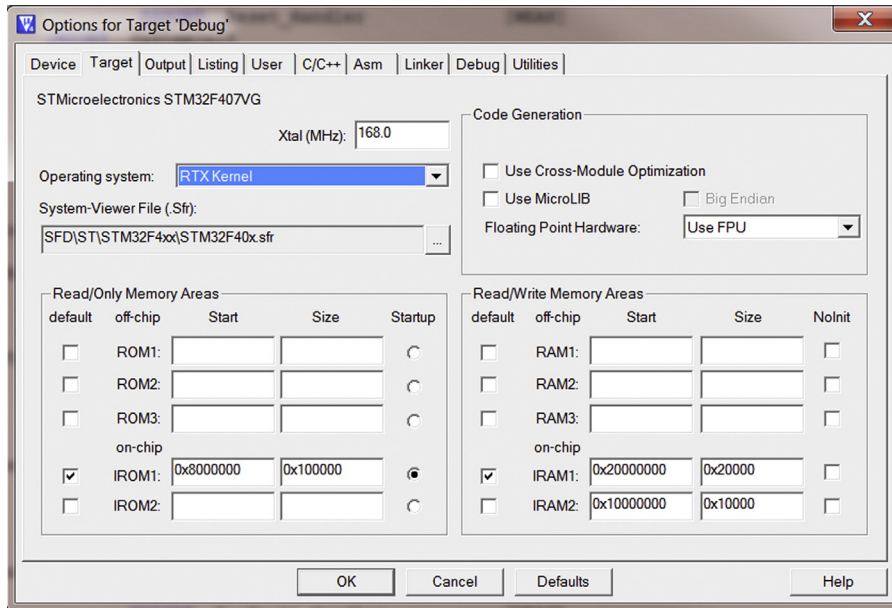 Options for Target 'Debug'
Device Target Output Listing User C/C++ Asm Linker Debug Utilities
STMicroelectronics STM32F407VG
Xtal (MHz): 168.0
Operating system: RTX Kernel
System-Viewer File (.Sfr):
SFD\ST\STM32F4xx\STM32F40x.sfr ...
Code Generation
Use Cross-Module Optimization
Use MicroLIB Big Endian
Floating Point Hardware: Use FPU
Read/Only Memory Areas
default off-chip Start Size Startup
ROM1:
ROM2:
ROM3:
on-chip
IROM1: 0x8000000 0x100000
IROM2:
Read/Write Memory Areas
default off-chip Start Size NoInit
RAM1:
RAM2:
RAM3:
on-chip
IRAM1: 0x20000000 0x20000
IRAM2: 0x10000000 0x10000
OK Cancel Defaults Help